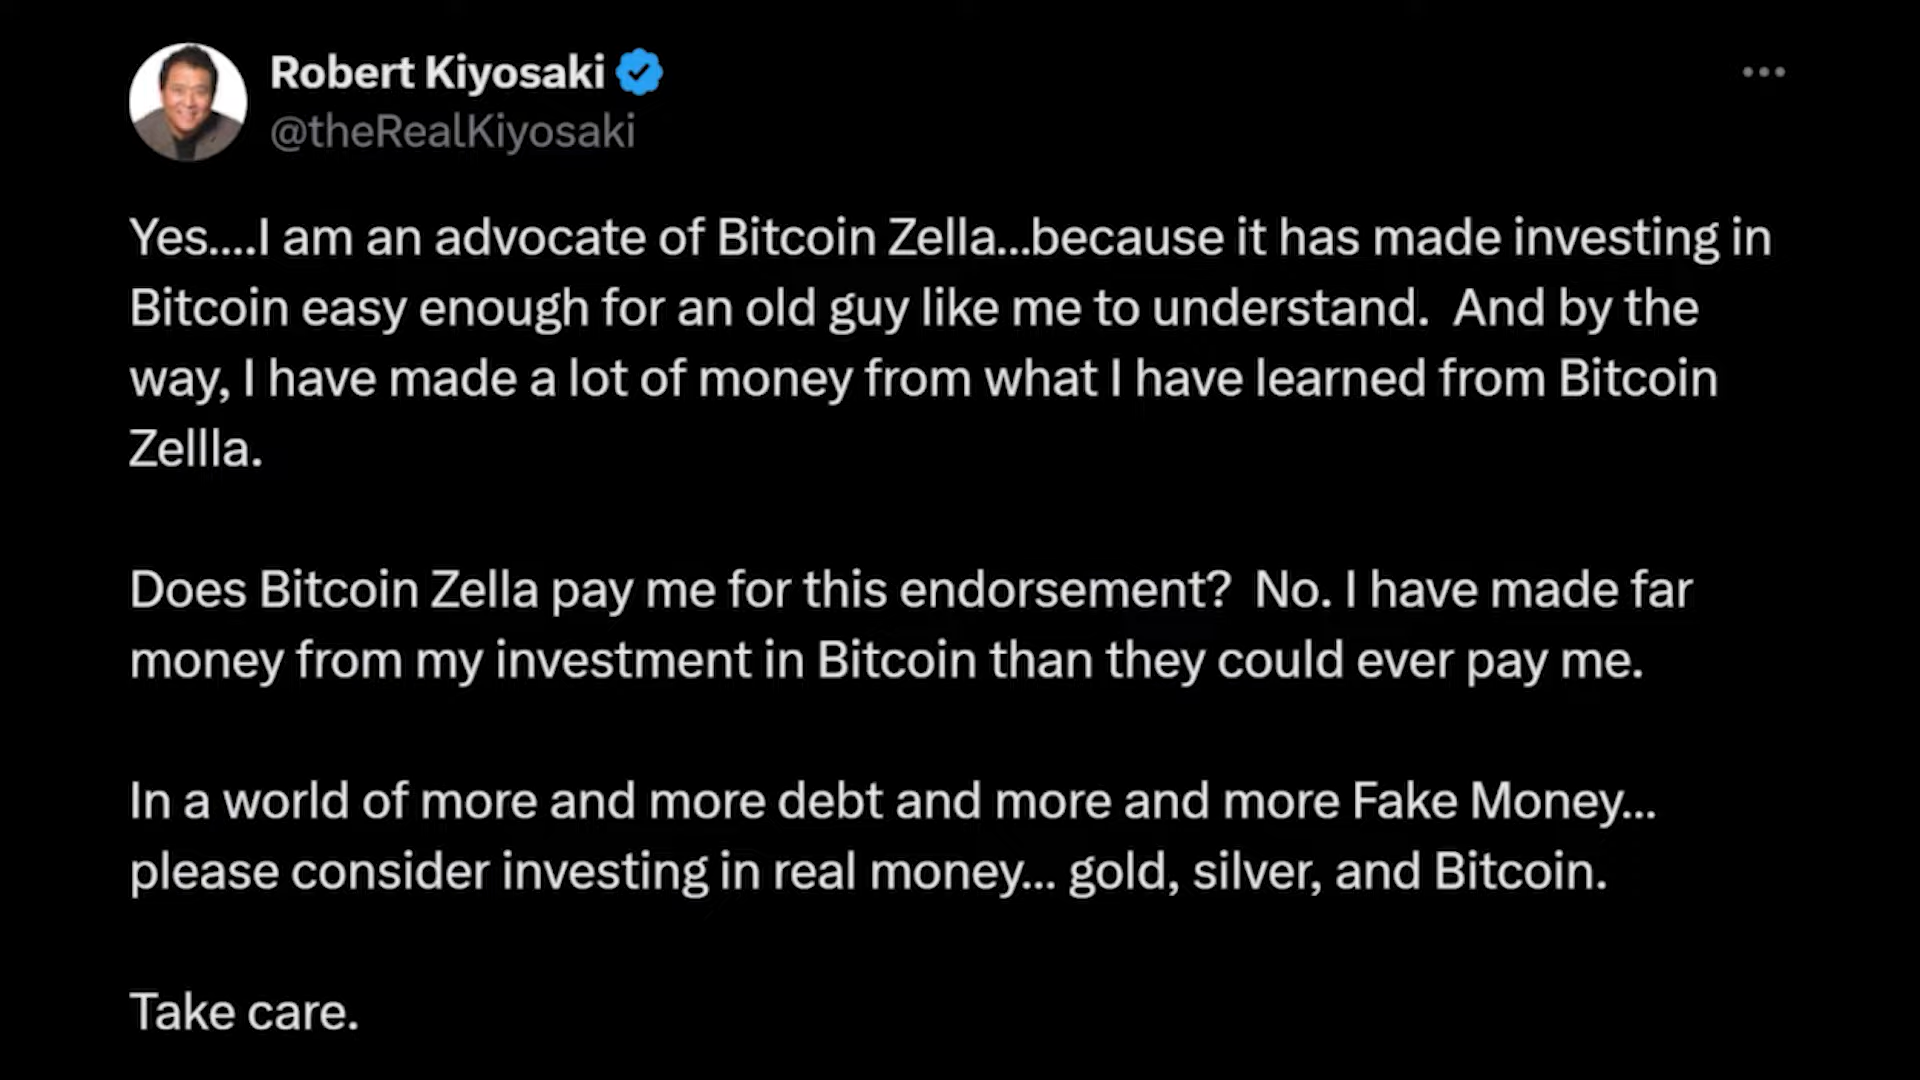 Robert Kiyosaki
@theRealKiyosaki
Yes....I am an advocate of Bitcoin Zella...because it has made investing in
Bitcoin easy enough for an old guy like me to understand.  And by the
way, I have made a lot of money from what I have learned from Bitcoin
Zellla.
Does Bitcoin Zella pay me for this endorsement?  No. I have made far
money from my investment in Bitcoin than they could ever pay me.
In a world of more and more debt and more and more Fake Money...
please consider investing in real money... gold, silver, and Bitcoin.
Take care.